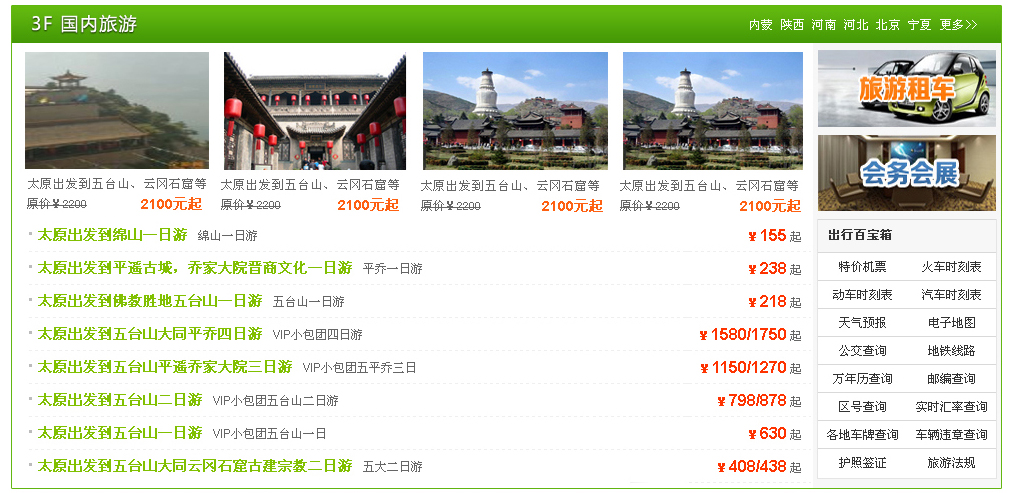 3F 国内旅游
内蒙 陕西 河南 河北 北京 宁夏 更多>>
太原出发到五台山、云冈石窟等 太原出发到五台山、云冈石窟等 太原出发到五台山、云冈石窟等 太原出发到五台山、云冈石窟等
原价¥2200 2100元起 原价¥2200 2100元起 原价¥2200 2100元起 原价¥2200 2100元起
太原出发到绵山一日游 绵山一日游 ¥155 起
太原出发到平遥古城，乔家大院晋商文化一日游 平乔一日游 ¥238 起
太原出发到佛教胜地五台山一日游 五台山一日游 ¥218 起
太原出发到五台山大同平乔四日游 VIP小包团四日游 ¥1580/1750 起
太原出发到五台山平遥乔家大院三日游 VIP小包团五平乔三日 ¥1150/1270 起
太原出发到五台山二日游 VIP小包团五台山二日游 ¥798/878 起
太原出发到五台山一日游 VIP小包团五台山一日 ¥630 起
太原出发到五台山大同云冈石窟古建宗教二日游 五大二日游 ¥408/438 起
旅游租车
会务会展
出行百宝箱
特价机票 火车时刻表
动车时刻表 汽车时刻表
天气预报 电子地图
公交查询 地铁线路
万年历查询 邮编查询
区号查询 实时汇率查询
各地车牌查询 车辆违章查询
护照签证 旅游法规